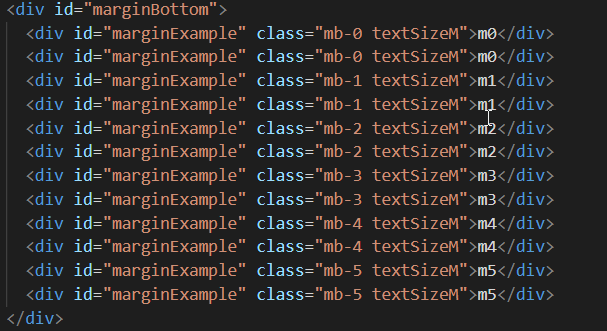 <div id="marginBottom">
<div id="marginExample" class="mb-0 textSizeM">m0</div>
<div id="marginExample" class="mb-0 textSizeM">m0</div>
<div id="marginExample" class="mb-1 textSizeM">m1</div>
<div id="marginExample" class="mb-1 textSizeM">m1</div>
<div id="marginExample" class="mb-2 textSizeM">m2</div>
<div id="marginExample" class="mb-2 textSizeM">m2</div>
<div id="marginExample" class="mb-3 textSizeM">m3</div>
<div id="marginExample" class="mb-3 textSizeM">m3</div>
<div id="marginExample" class="mb-4 textSizeM">m4</div>
<div id="marginExample" class="mb-4 textSizeM">m4</div>
<div id="marginExample" class="mb-5 textSizeM">m5</div>
<div id="marginExample" class="mb-5 textSizeM">m5</div>
</div>